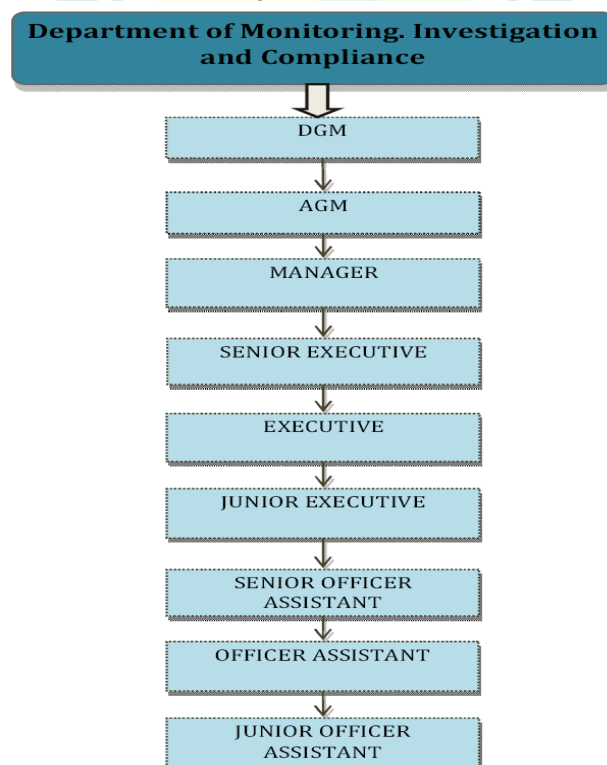 Department of Monitoring. Investigation
and Compliance
DGM
AGM
MANAGER
SENIOR EXECUTIVE
EXECUTIVE
JUNIOR EXECUTIVE
SENIOR OFFICER
ASSISTANT
OFFICER ASSISTANT
JUNIOR OFFICER
ASSISTANT